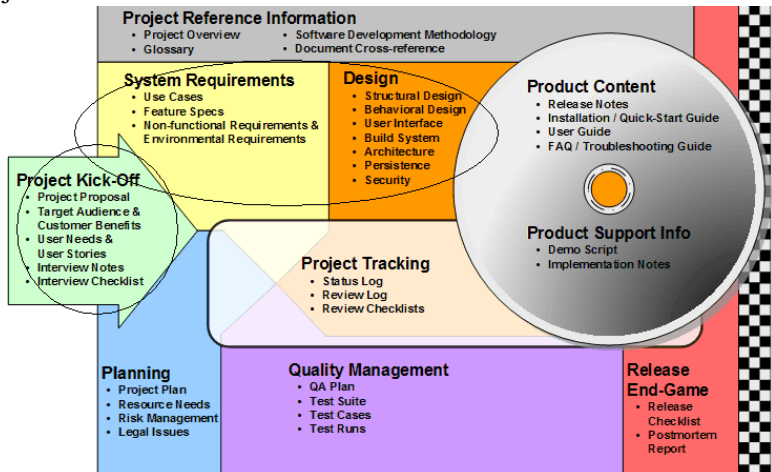 Project Reference Information
• Project Overview
• Glossary
• Software Development Methodology
• Document Cross-reference
System Requirements
• Use Cases
• Feature Specs
• Non-functional Requirements &
Environmental Requirements
Design
• Structural Design
• Behavioral Design
• User Interface
• Build System
• Architecture
• Persistence
• Security
Product Content
• Release Notes
• Installation / Quick-Start Guide
• User Guide
• FAQ / Troubleshooting Guide
Project Kick-Off
• Project Proposal
• Target Audience &
Customer Benefits
• User Needs &
User Stories
• Interview Notes
• Interview Checklist
Product Support Info
• Demo Script
• Implementation Notes
Project Tracking
• Status Log
• Review Log
• Review Checklists
Planning
• Project Plan
• Resource Needs
• Risk Management
• Legal Issues
Quality Management
• QA Plan
• Test Suite
• Test Cases
• Test Runs
Release
End-Game
• Release
Checklist
• Postmortem
Report